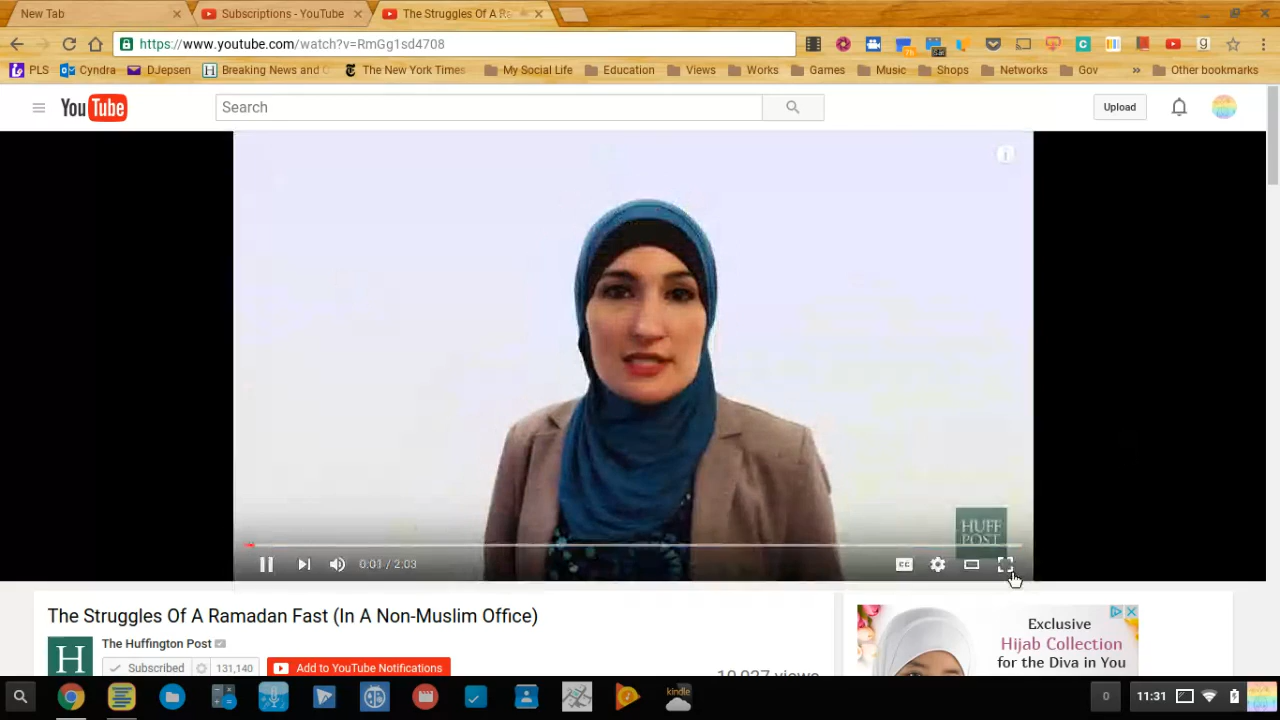 New Tab
Subscriptions - YouTube
The Struggles Of A Ra
https://www.youtube.com/watch?v=RmGg1sd4708
PLS
Cyndra
DJepsen
Breaking News and
The New York Times
My Social Life
Education
Views
Works
Games
Music
Shops
Networks
Gov
»
Other bookmarks
YouTube
Search
Upload
HUFF
POST
0:01 / 2:03
CC
The Struggles Of A Ramadan Fast (In A Non-Muslim Office)
H
The Huffington Post
Subscribed
131,140
Add to YouTube Notifications
Exclusive
Hijab Collection
for the Diva in You
kindle
0
11:31